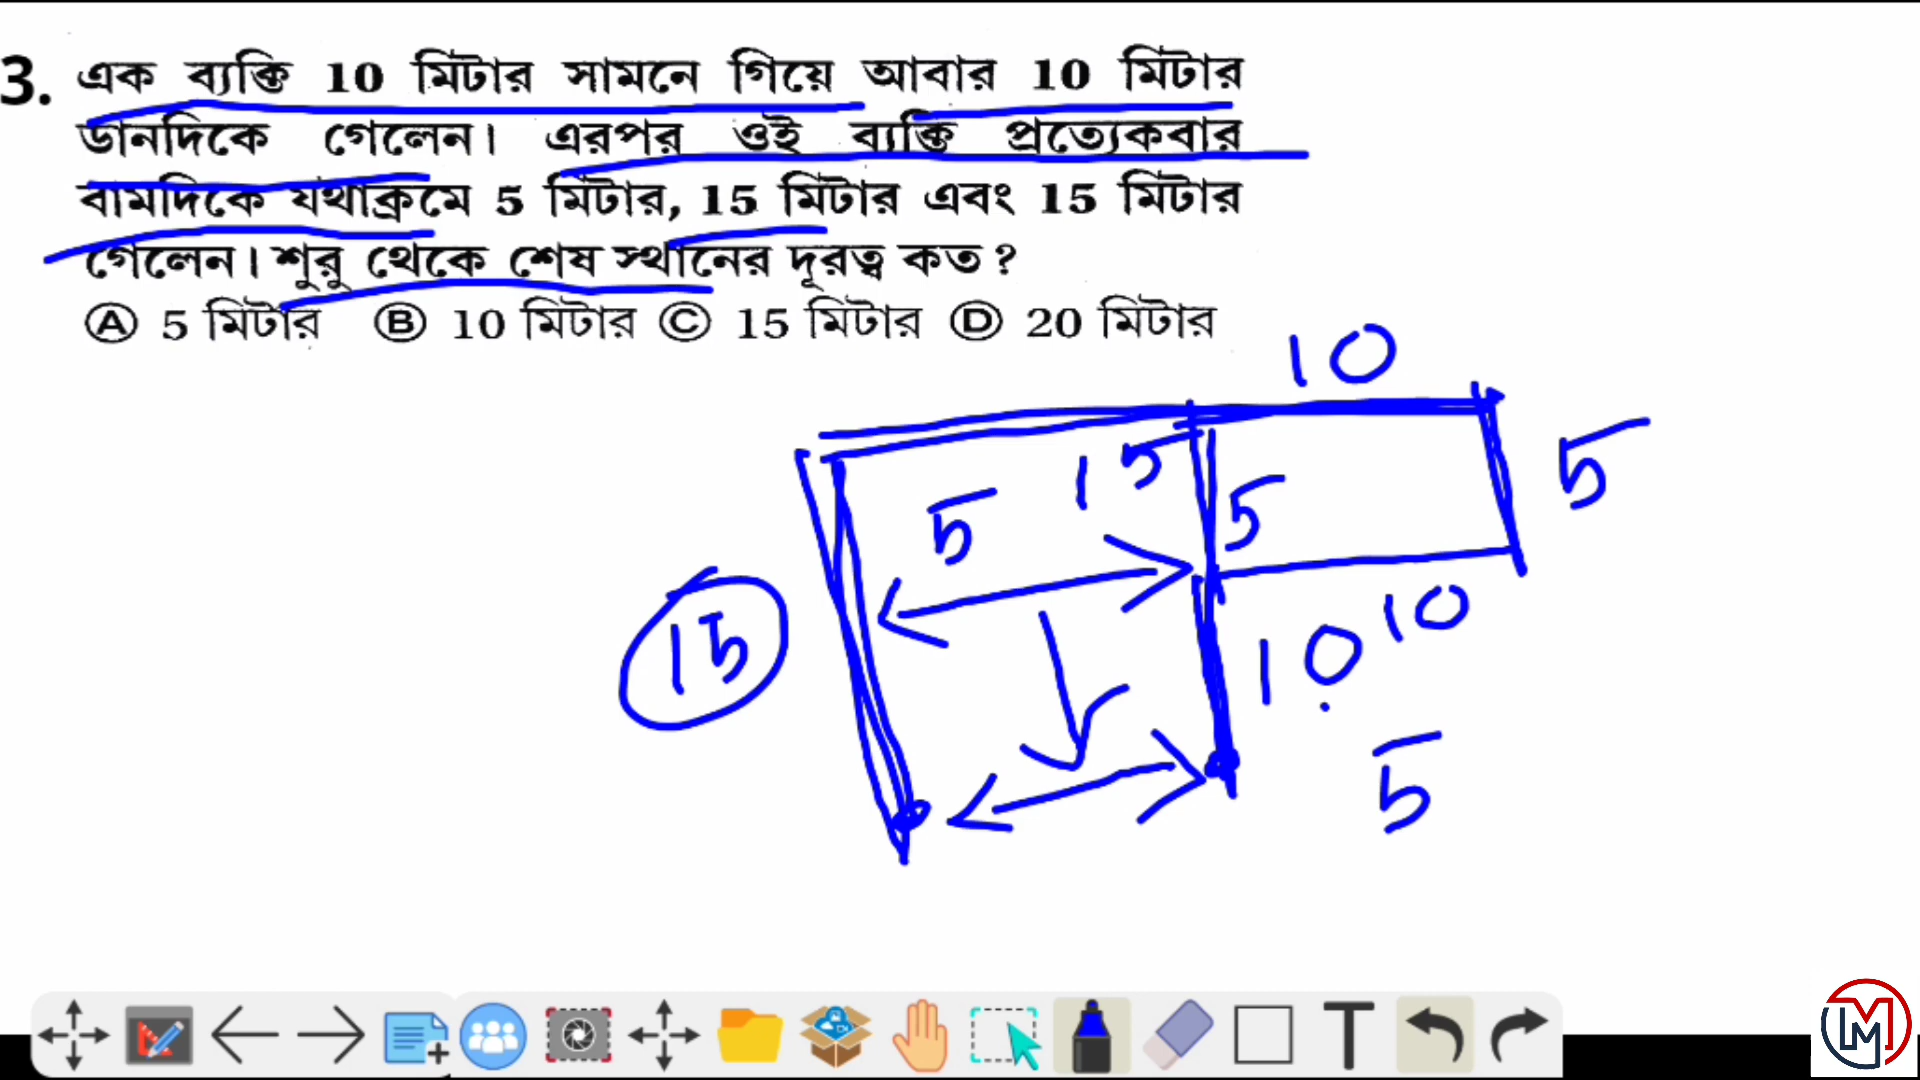 3. এক ব্যক্তি 10 মিটার সামনে গিয়ে আবার 10 মিটার
ডানদিকে গেলেন। এরপর ওই ব্যক্তি প্রত্যেকবার
বামদিকে যথাক্রমে 5 মিটার, 15 মিটার এবং 15 মিটার
গেলেন। শুরু থেকে শেষ স্থানের দূরত্ব কত?
Ⓐ 5 মিটার Ⓑ 10 মিটার Ⓒ 15 মিটার Ⓓ 20 মিটার
10
15
5
5
5
15
10
10
5
T
M